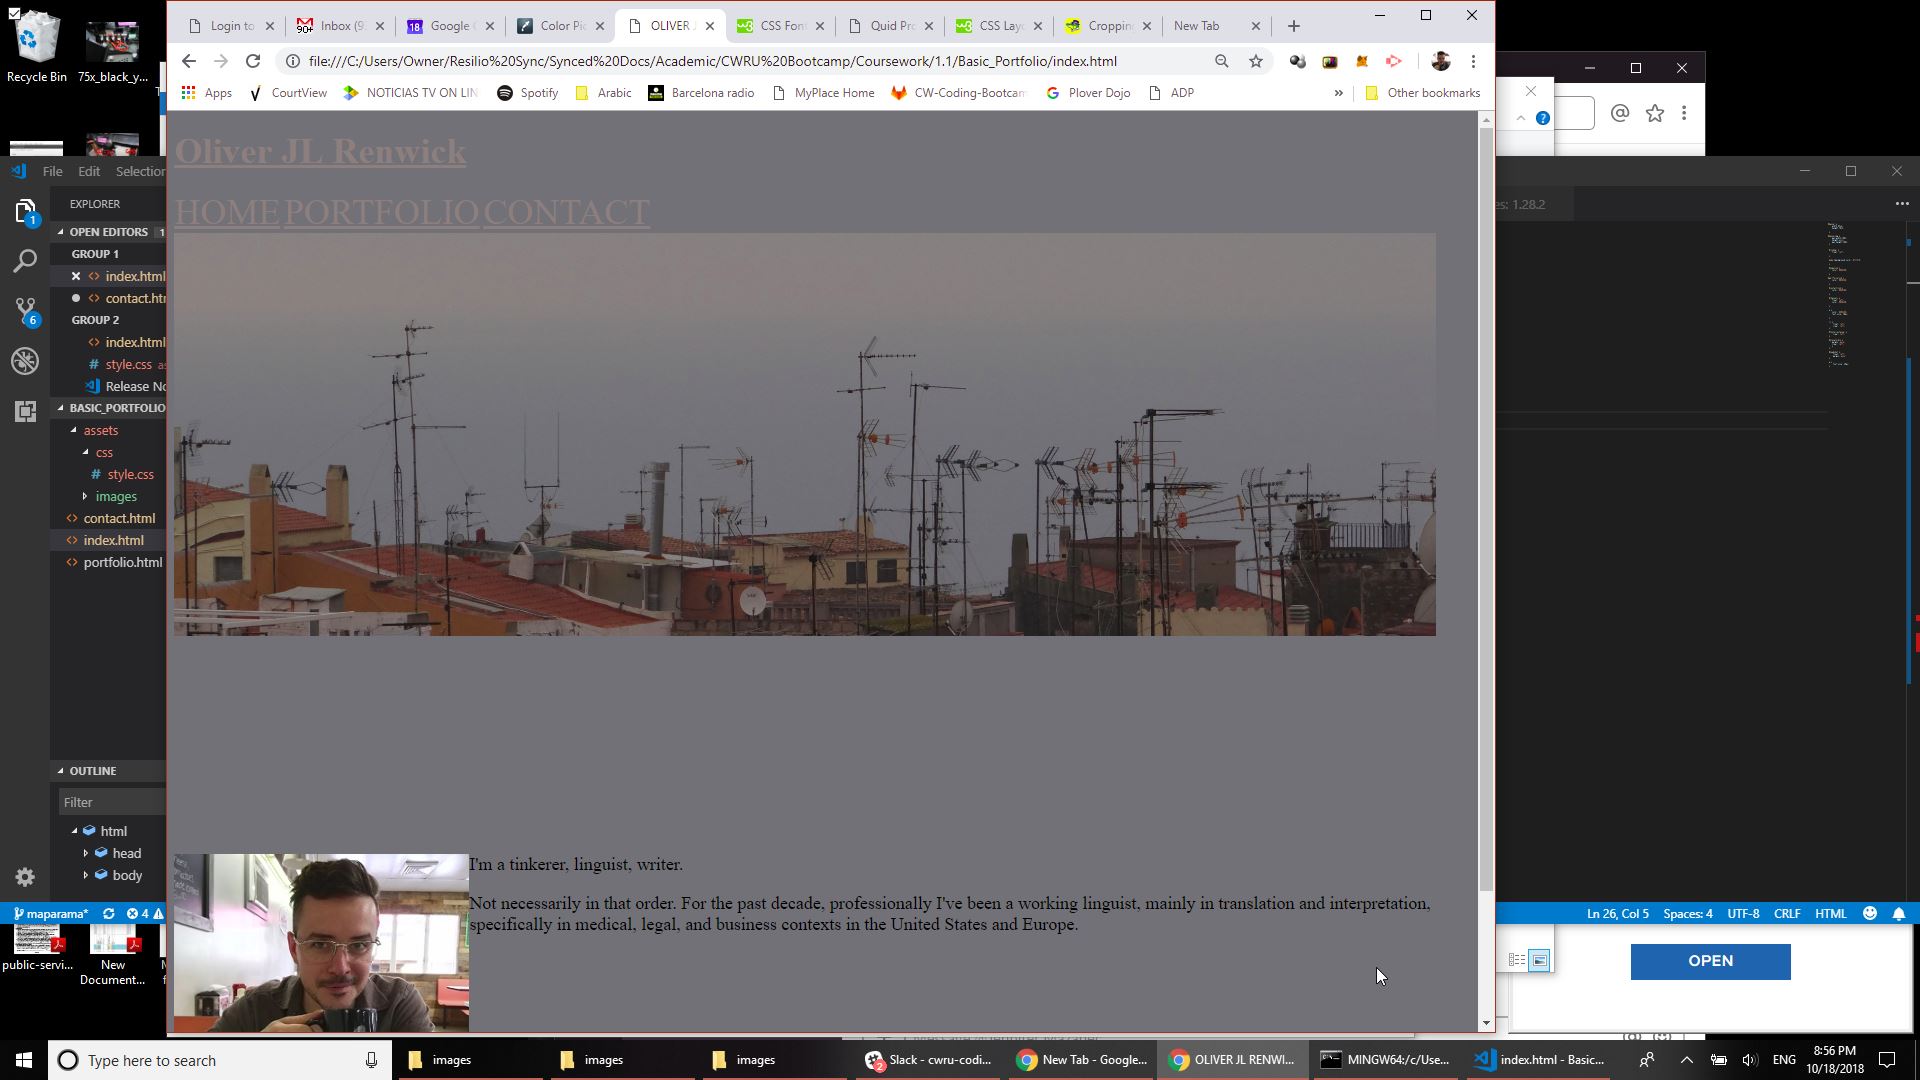 Recycle Bin
75x_black_y...
Login to
Inbox (9
Google C
Color Pic
OLIVER J
CSS Font
Quid Pro
CSS Layo
Cropping
New Tab
file:///C:/Users/Owner/Resilio%20Sync/Synced%20Docs/Academic/CWRU%20Bootcamp/Coursework/1.1/Basic_Portfolio/index.html
Apps
CourtView
NOTICIAS TV ON LIN
Spotify
Arabic
Barcelona radio
MyPlace Home
CW-Coding-Bootcam
Plover Dojo
ADP
»
Other bookmarks
File Edit Selection
EXPLORER
OPEN EDITORS 1
GROUP 1
index.html
contact.htm
GROUP 2
index.html
style.css as
Release No
BASIC_PORTFOLIO
assets
css
style.css
images
contact.html
index.html
portfolio.html
OUTLINE
Filter
html
head
body
maparama* 4
Oliver JL Renwick
HOME PORTFOLIO CONTACT
I'm a tinkerer, linguist, writer.
Not necessarily in that order. For the past decade, professionally I've been a working linguist, mainly in translation and interpretation,
specifically in medical, legal, and business contexts in the United States and Europe.
es: 1.28.2
Ln 26, Col 5 Spaces: 4 UTF-8 CRLF HTML
OPEN
public-servi...
New
Document...
Type here to search
images
images
images
Slack - cwru-codi...
New Tab - Google...
OLIVER JL RENWI...
MINGW64:/c/Use...
index.html - Basic...
ENG
8:56 PM
10/18/2018